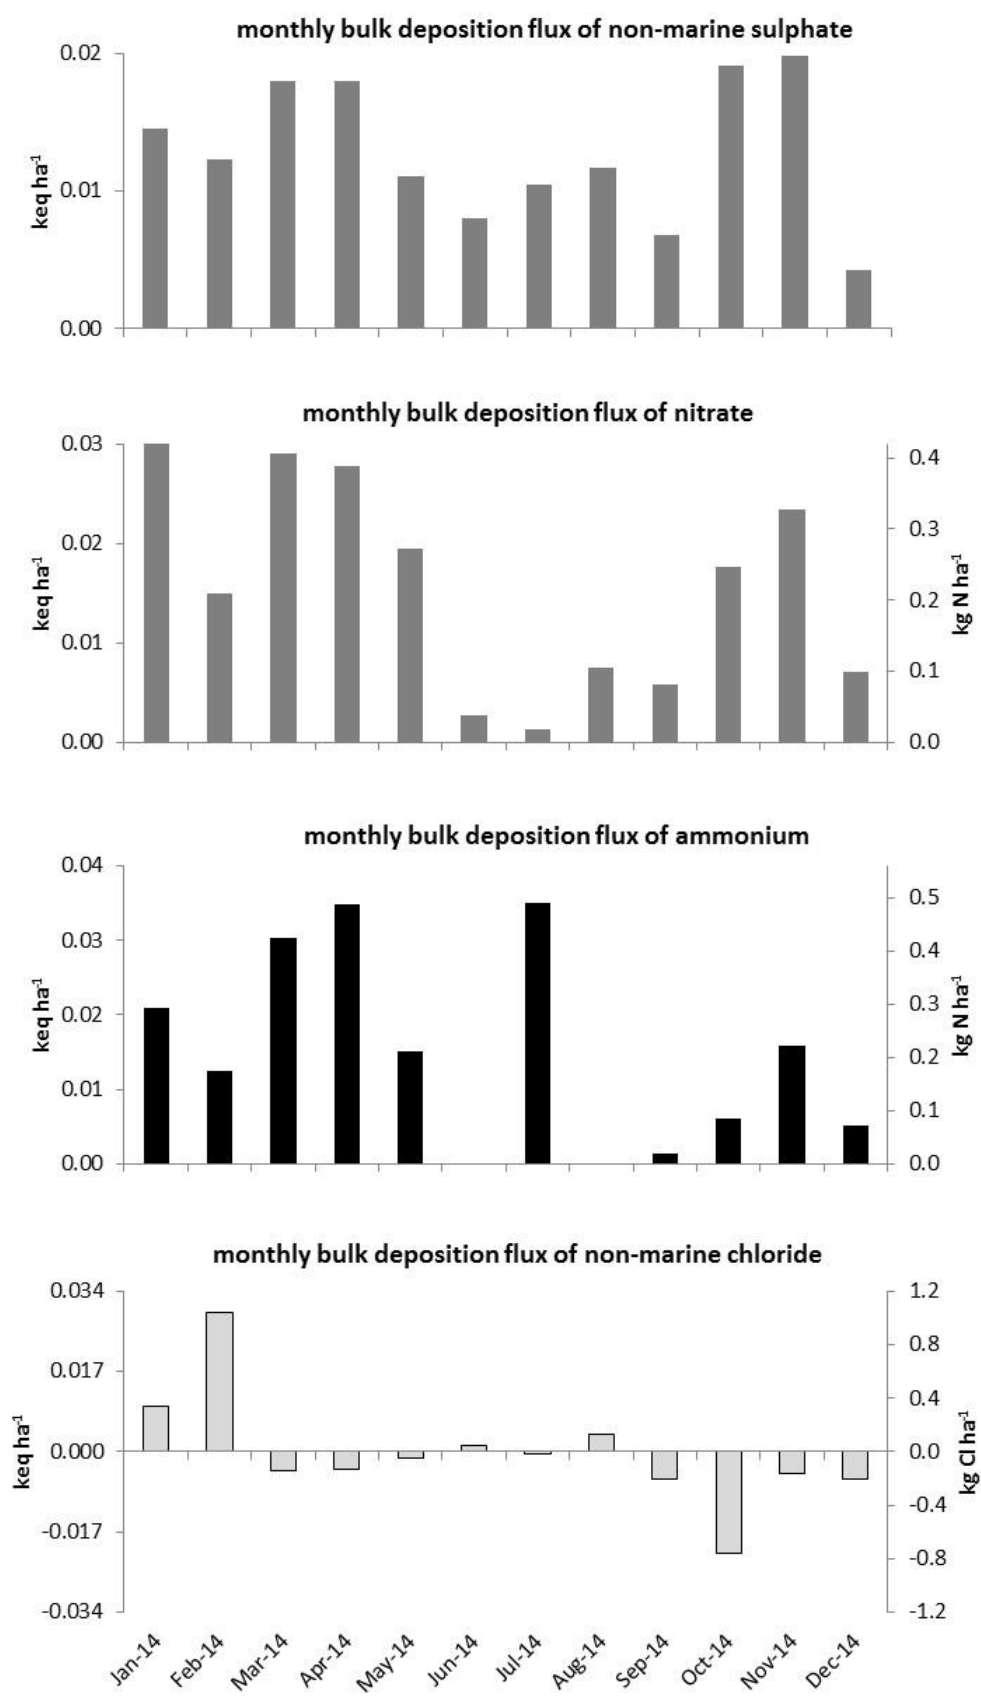 monthly bulk deposition flux of non-marine sulphate
0.02
0.01
0.00
keq ha⁻¹
monthly bulk deposition flux of nitrate
0.03
0.02
0.01
0.00
keq ha⁻¹
0.4
0.3
0.2
0.1
0.0
kg N ha⁻¹
monthly bulk deposition flux of ammonium
0.04
0.03
0.02
0.01
0.00
keq ha⁻¹
0.5
0.4
0.3
0.2
0.1
0.0
kg N ha⁻¹
monthly bulk deposition flux of non-marine chloride
0.034
0.017
0.000
-0.017
-0.034
keq ha⁻¹
1.2
0.8
0.4
0.0
-0.4
-0.8
-1.2
kg Cl ha⁻¹
Jan-14
Feb-14
Mar-14
Apr-14
May-14
Jun-14
Jul-14
Aug-14
Sep-14
Oct-14
Nov-14
Dec-14